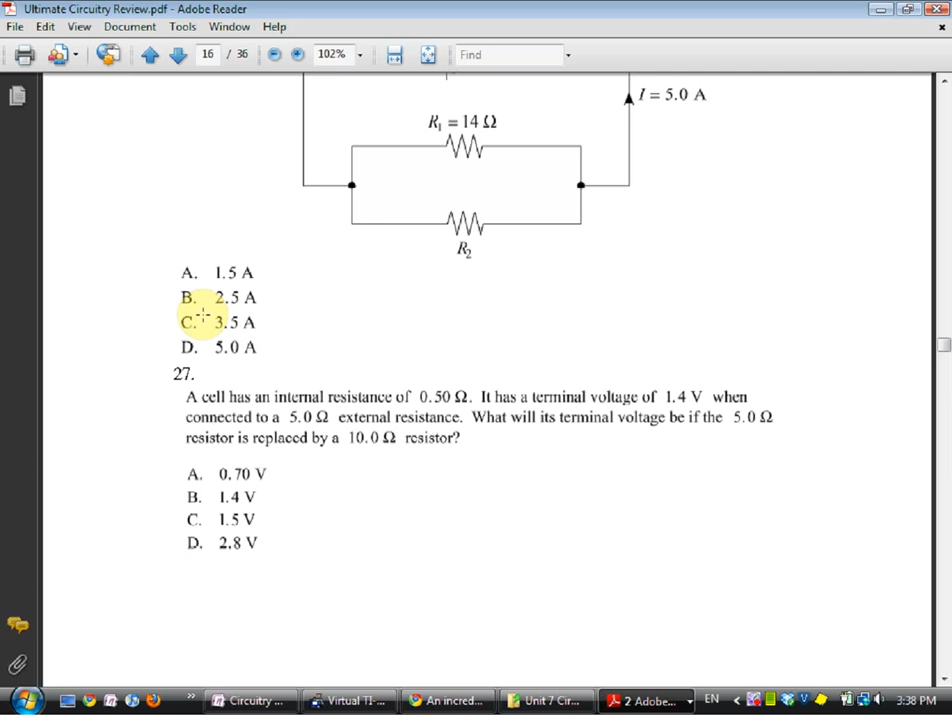 Ultimate Circuitry Review.pdf - Adobe Reader
File Edit View Document Tools Window Help
16 / 36 102% Find
I = 5.0 A
R₁ = 14 Ω
R₂
A. 1.5 A
B. 2.5 A
C. 3.5 A
D. 5.0 A
27.
A cell has an internal resistance of 0.50 Ω. It has a terminal voltage of 1.4 V when
connected to a 5.0 Ω external resistance. What will its terminal voltage be if the 5.0 Ω
resistor is replaced by a 10.0 Ω resistor?
A. 0.70 V
B. 1.4 V
C. 1.5 V
D. 2.8 V
Circuitry ... Virtual TI-... An incred... Unit 7 Cir... 2 Adobe... EN 3:38 PM